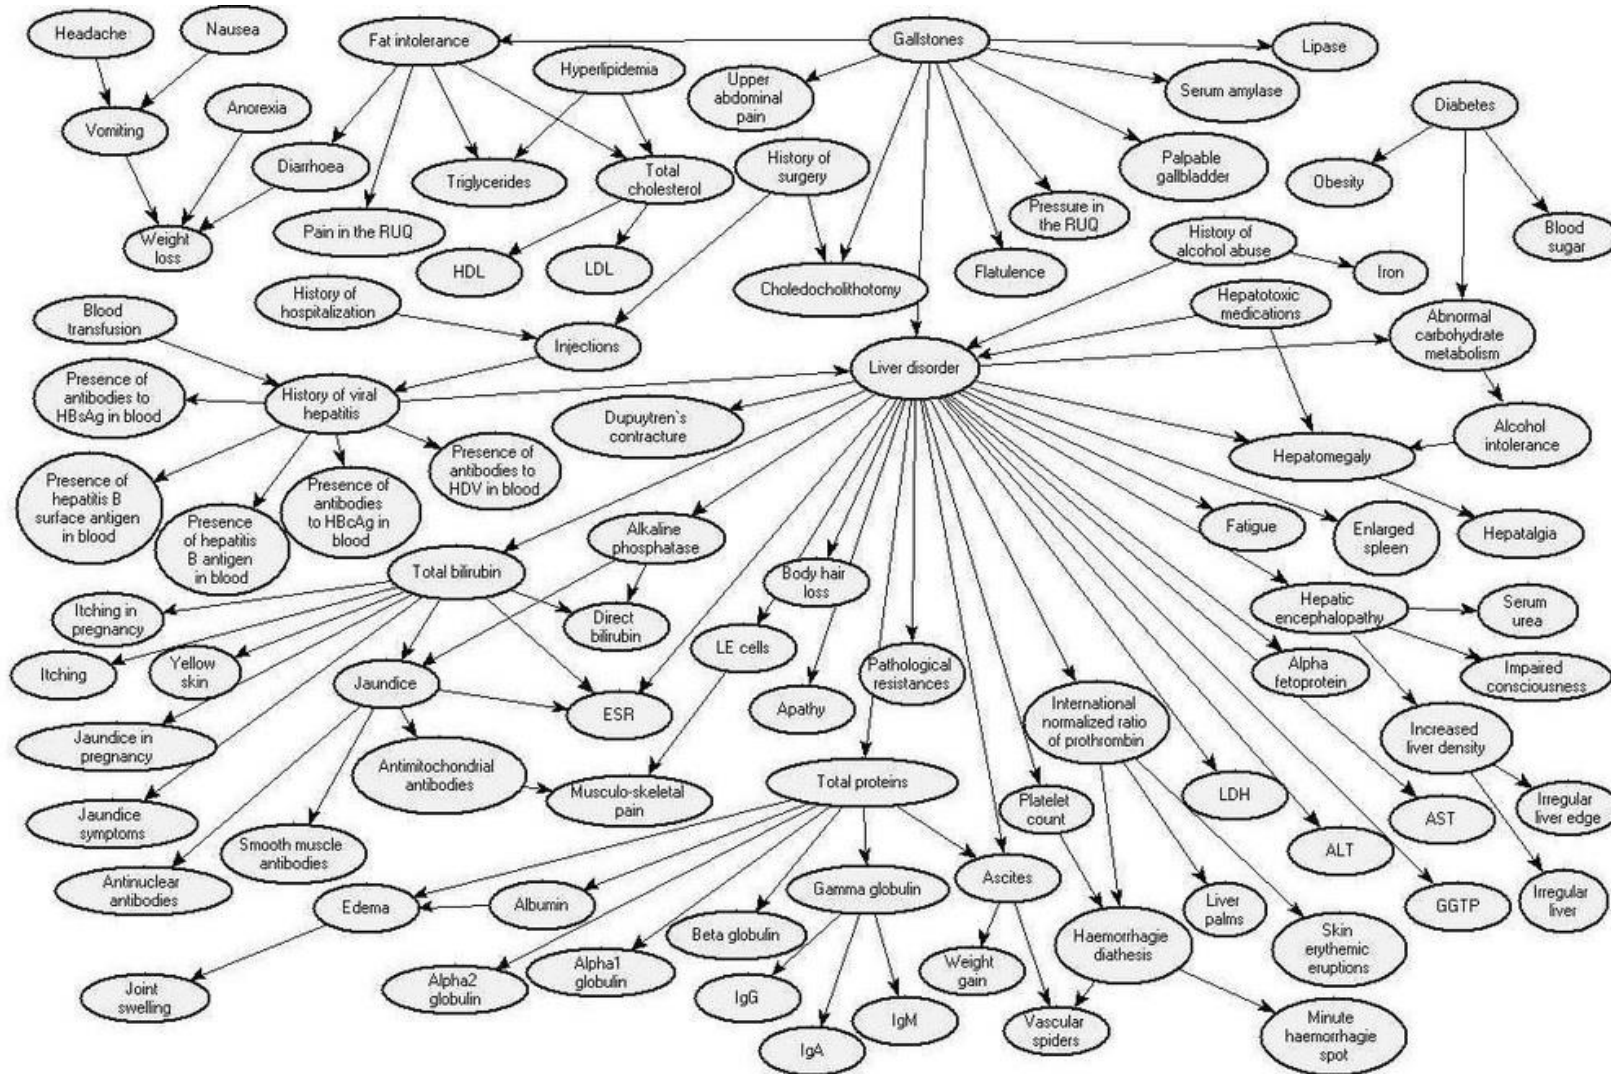 Headache
Nausea
Fat intolerance
Gallstones
Lipase
Hyperlipidemia
Upper
abdominal
pain
Serum amylase
Diabetes
Anorexia
Vomiting
Diarrhoea
Triglycerides
Total
cholesterol
History of
surgery
Palpable
gallbladder
Obesity
Pain in the RUQ
Weight
loss
HDL
LDL
Pressure in
the RUQ
History of
alcohol abuse
Blood
sugar
Choledocholithotomy
Flatulence
Iron
History of
hospitalization
Blood
transfusion
Hepatotoxic
medications
Abnormal
carbohydrate
metabolism
Injections
Liver disorder
Presence of
antibodies to
HBsAg in blood
History of viral
hepatitis
Dupuytren`s
contracture
Alcohol
intolerance
Hepatomegaly
Presence of
antibodies to
HDV in blood
Presence of
hepatitis B
surface antigen
in blood
Presence
of hepatitis
B antigen
in blood
Presence of
antibodies
to HBcAg in
blood
Alkaline
phosphatase
Fatigue
Enlarged
spleen
Hepatalgia
Total bilirubin
Body hair
loss
Itching in
pregnancy
Direct
bilirubin
Hepatic
encephalopathy
Serum
urea
LE cells
Itching
Yellow
skin
Jaundice
Pathological
resistances
Alpha
fetoprotein
Impaired
consciousness
ESR
Apathy
International
normalized ratio
of prothrombin
Increased
liver density
Jaundice in
pregnancy
Antimitochondrial
antibodies
Total proteins
Musculo-skeletal
pain
Platelet
count
LDH
Irregular
liver edge
Jaundice
symptoms
AST
Smooth muscle
antibodies
ALT
Antinuclear
antibodies
Edema
Albumin
Gamma globulin
Ascites
Liver
palms
GGTP
Irregular
liver
Beta globulin
Haemorrhagie
diathesis
Skin
erythemic
eruptions
Alpha2
globulin
Alpha1
globulin
Weight
gain
Joint
swelling
IgG
IgM
IgA
Vascular
spiders
Minute
haemorrhagie
spot